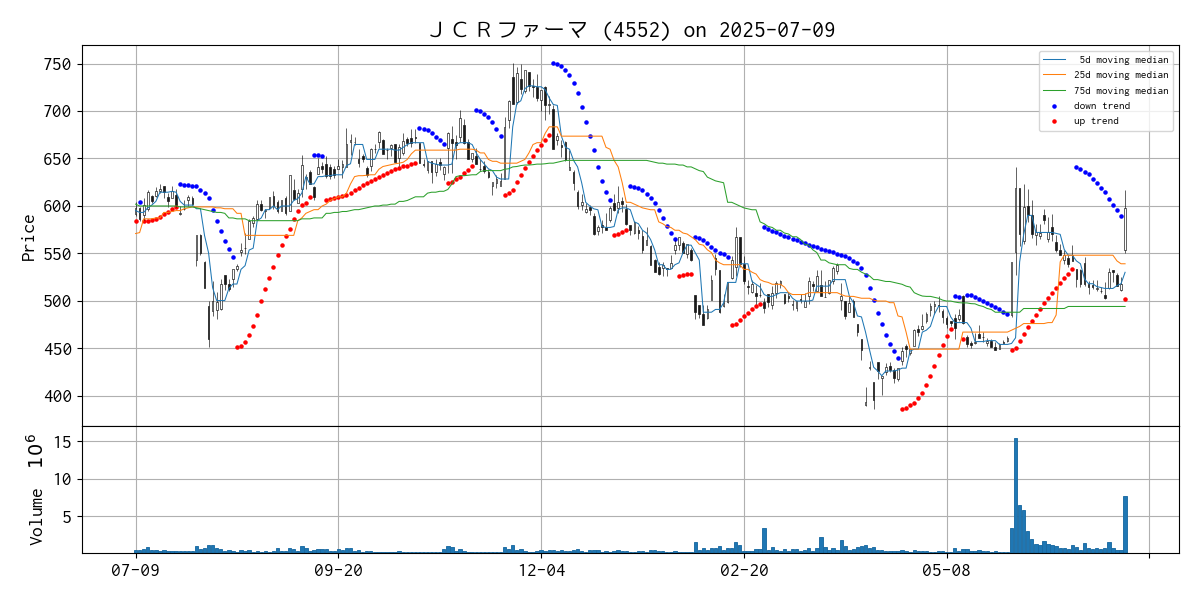 ＪＣＲファーマ (4552) on 2025-07-09
Price
750
700
650
600
550
500
450
400
5d moving median
25d moving median
75d moving median
down trend
up trend
Volume 10^6
15
10
5
07-09
09-20
12-04
02-20
05-08